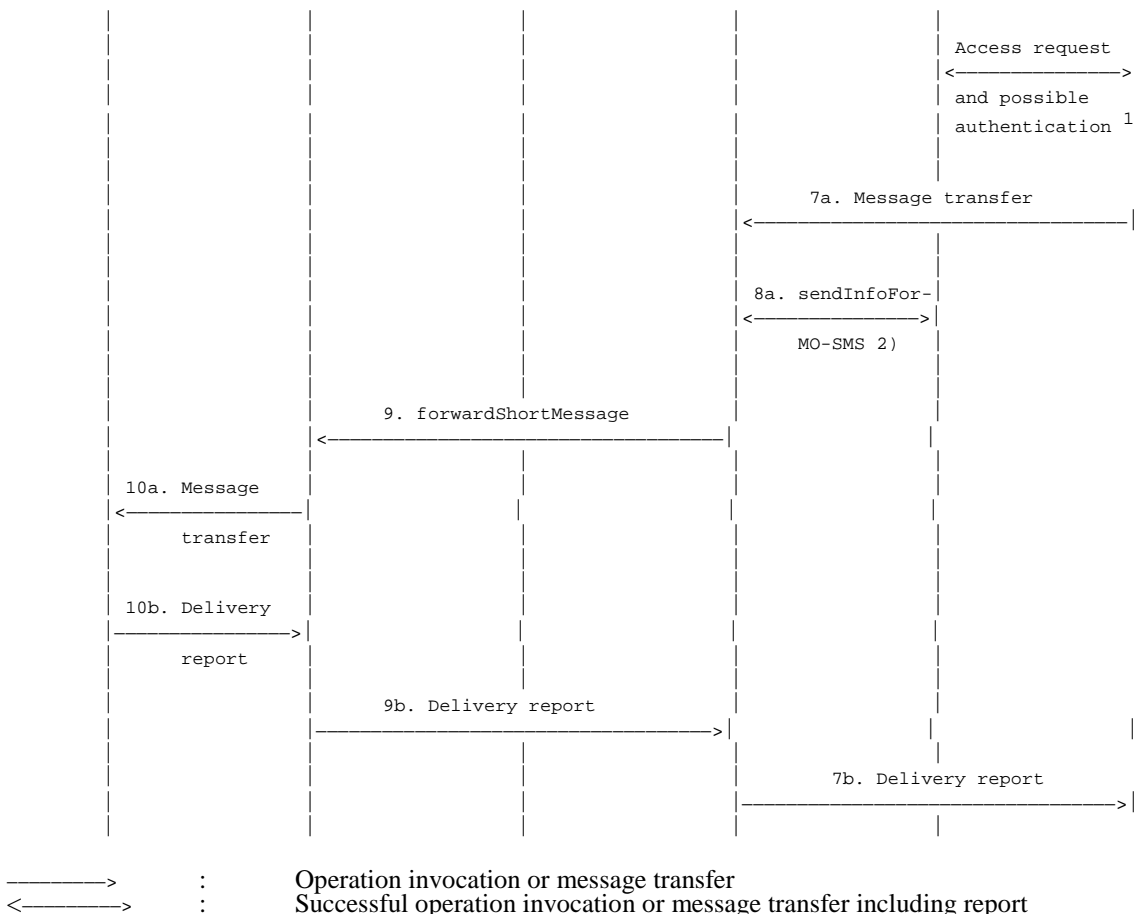 Access request
and possible
authentication 1
7a. Message transfer
8a. sendInfoFor-
MO-SMS 2)
9. forwardShortMessage
10a. Message
transfer
10b. Delivery
report
9b. Delivery report
7b. Delivery report
: Operation invocation or message transfer
: Successful operation invocation or message transfer including report